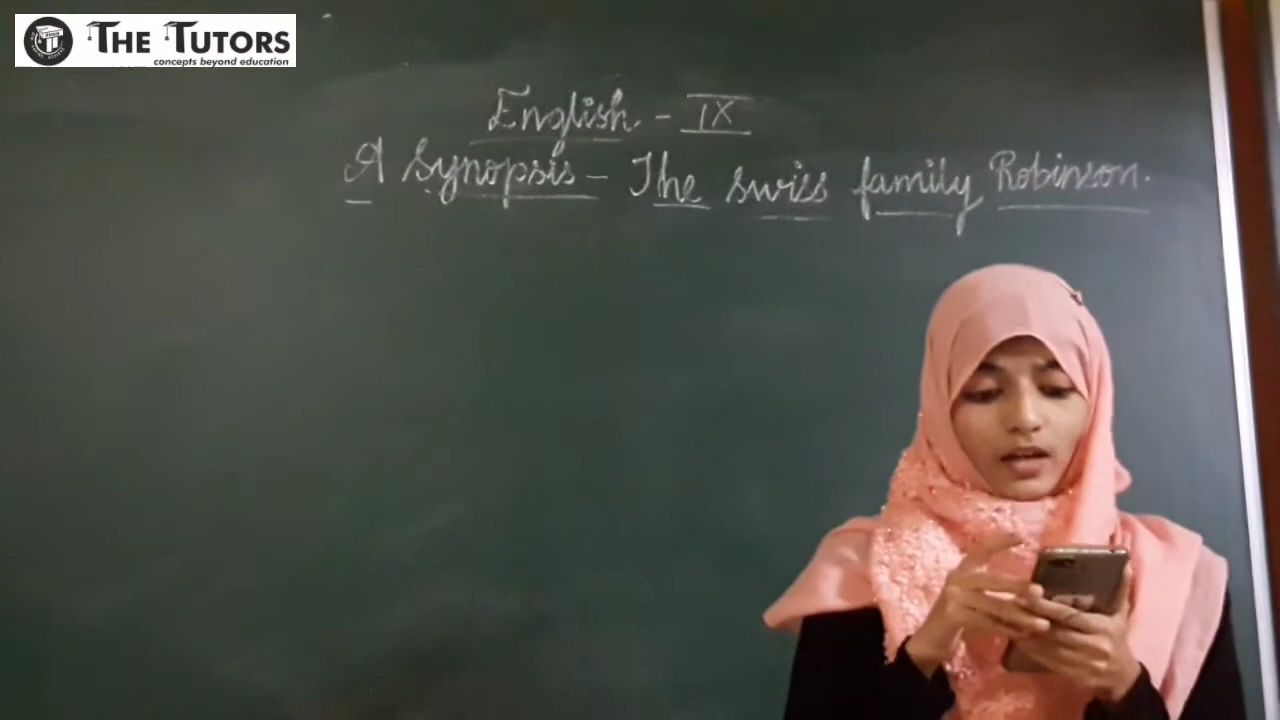 THE TUTORS
concepts beyond education
English - IX
A Synopsis - The swiss family Robinson.